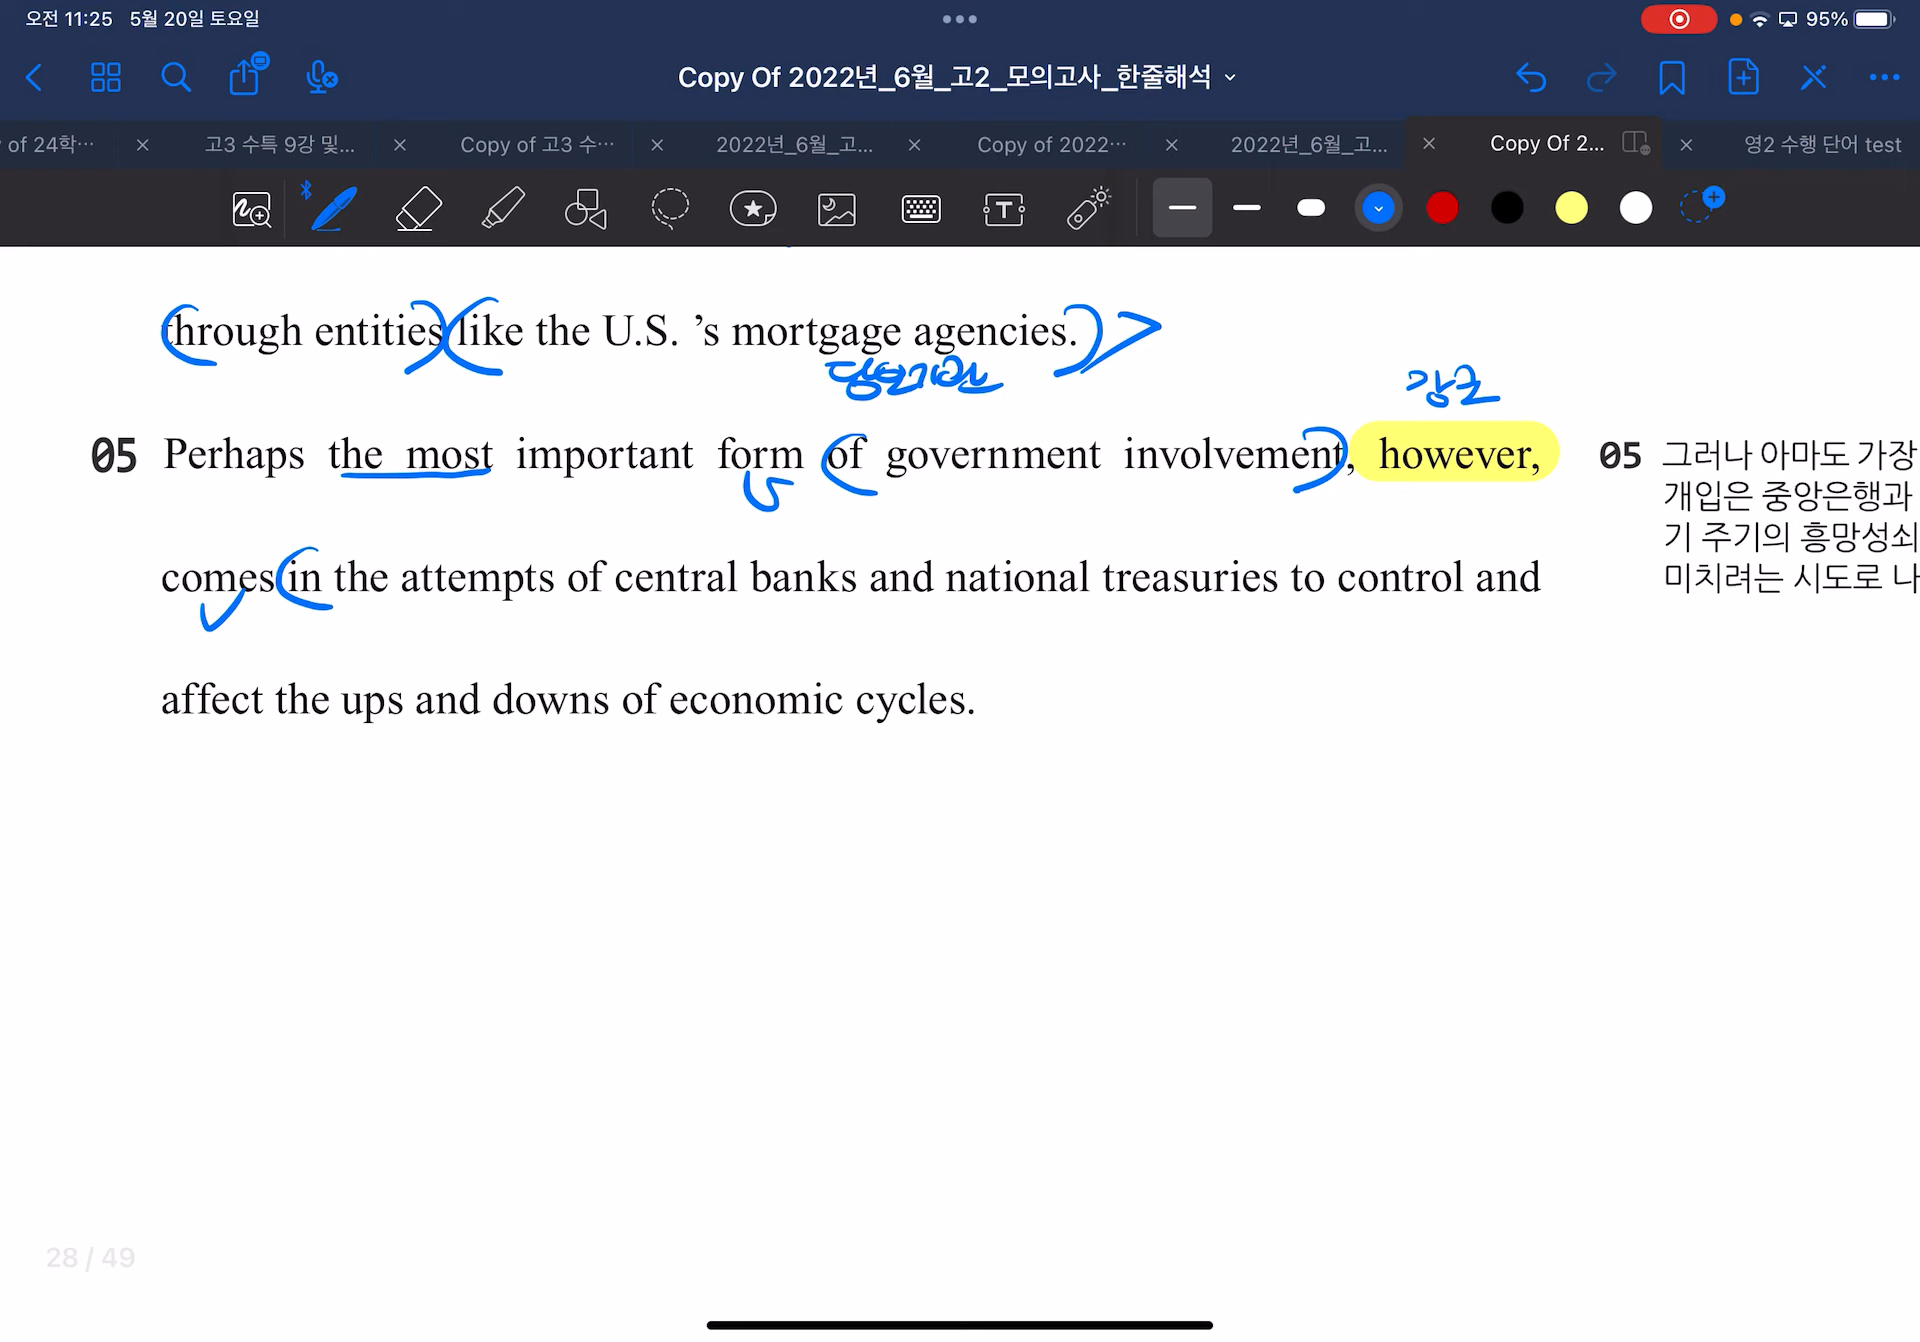 오전 11:25 5월 20일 토요일
95%
Copy Of 2022년_6월_고2_모의고사_한줄해석
of 24학···
고3 수특 9강 및...
Copy of 고3 수···
2022년_6월_고...
Copy of 2022···
2022년_6월_고...
Copy Of 2...
영2 수행 단어 test
through entities like the U.S. ’s mortgage agencies.
담보기관
강조
05 Perhaps the most important form of government involvement, however,
S
comes in the attempts of central banks and national treasuries to control and
V
affect the ups and downs of economic cycles.
05 그러나 아마도 가장
개입은 중앙은행과
기 주기의 흥망성쇠
미치려는 시도로 나
28 / 49